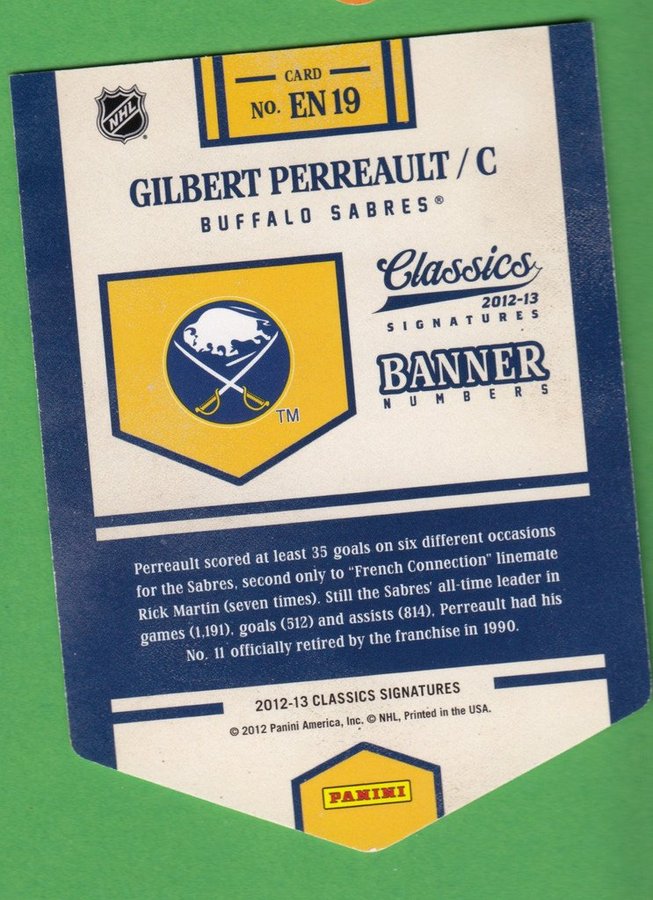 CARD
No. EN 19
NHL
GILBERT PERREAULT / C
BUFFALO SABRES®
Classics
2012-13
SIGNATURES
BANNER
NUMBERS
TM
Perreault scored at least 35 goals on six different occasions
for the Sabres, second only to "French Connection" linemate
Rick Martin (seven times). Still the Sabres' all-time leader in
games (1,191), goals (512) and assists (814), Perreault had his
No. 11 officially retired by the franchise in 1990.
2012-13 CLASSICS SIGNATURES
© 2012 Panini America, Inc. © NHL, Printed in the USA.
PANINI